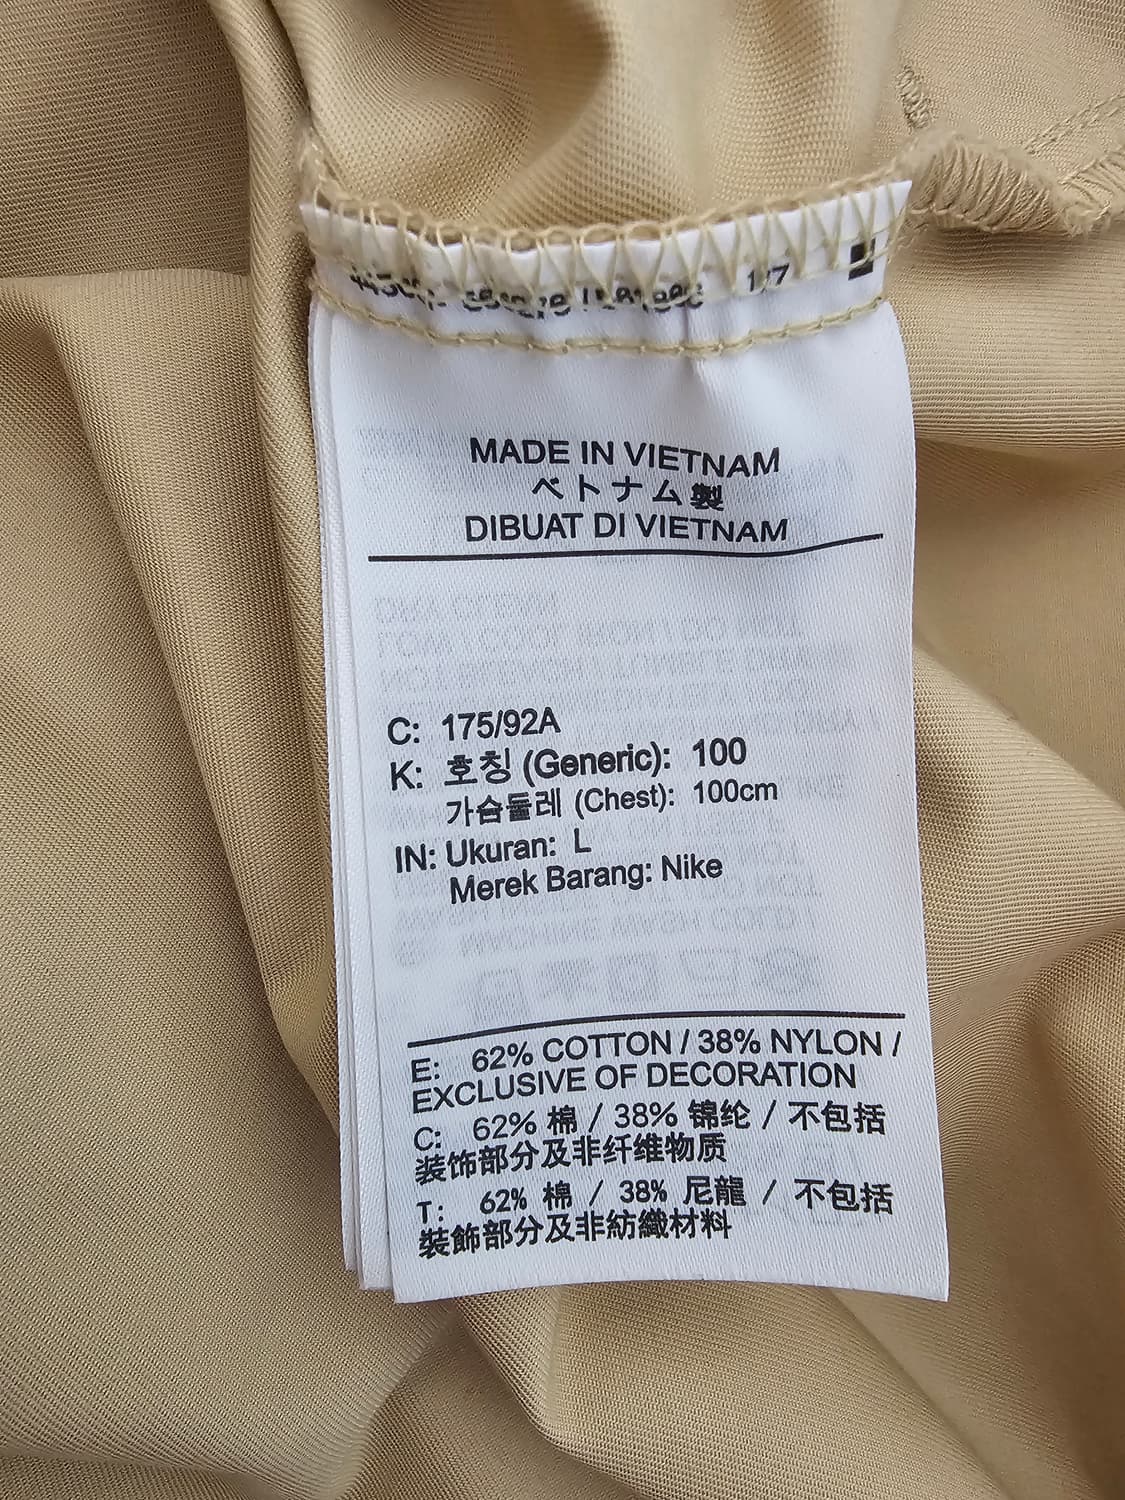 1/7
MADE IN VIETNAM
ベトナム製
DIBUAT DI VIETNAM
C: 175/92A
K: 호칭 (Generic): 100
가슴둘레 (Chest): 100cm
IN: Ukuran: L
Merek Barang: Nike
E: 62% COTTON / 38% NYLON /
EXCLUSIVE OF DECORATION
C: 62% 棉 / 38% 锦纶 / 不包括
装饰部分及非纤维物质
T: 62% 棉 / 38% 尼龍 / 不包括
裝飾部分及非紡織材料